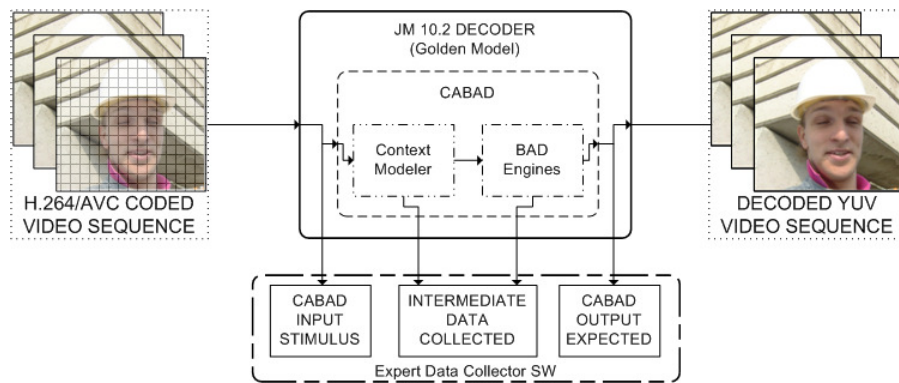 JM 10.2 DECODER
(Golden Model)
CABAD
Context
Modeler
BAD
Engines
H.264/AVC CODED
VIDEO SEQUENCE
DECODED YUV
VIDEO SEQUENCE
CABAD
INPUT
STIMULUS
INTERMEDIATE
DATA
COLLECTED
CABAD
OUTPUT
EXPECTED
Expert Data Collector SW